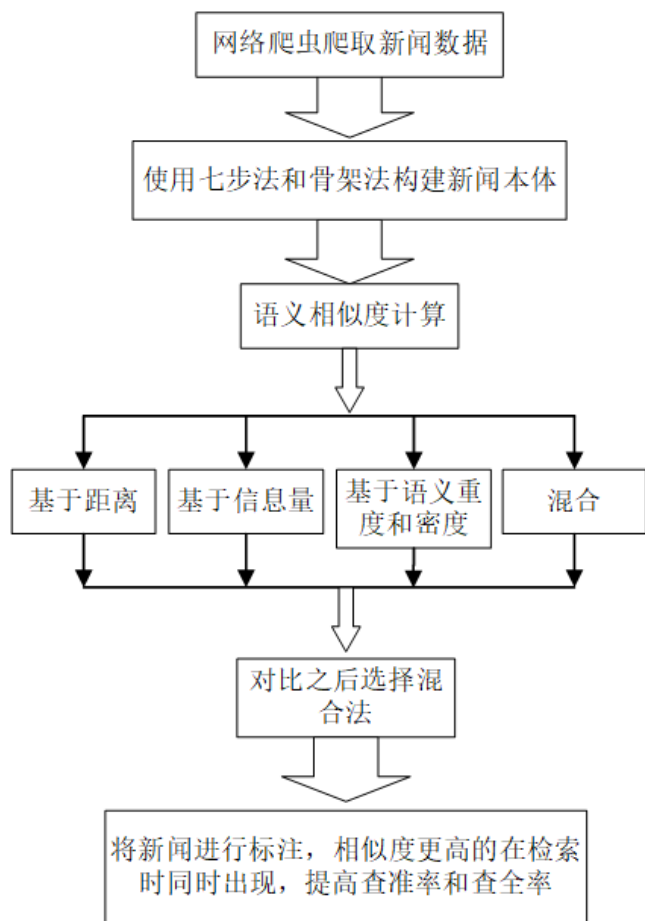 网络爬虫爬取新闻数据
使用七步法和骨架法构建新闻本体
语义相似度计算
基于距离
基于信息量
基于语义重
度和密度
混合
对比之后选择混
合法
将新闻进行标注，相似度更高的在检索
时同时出现，提高查准率和查全率